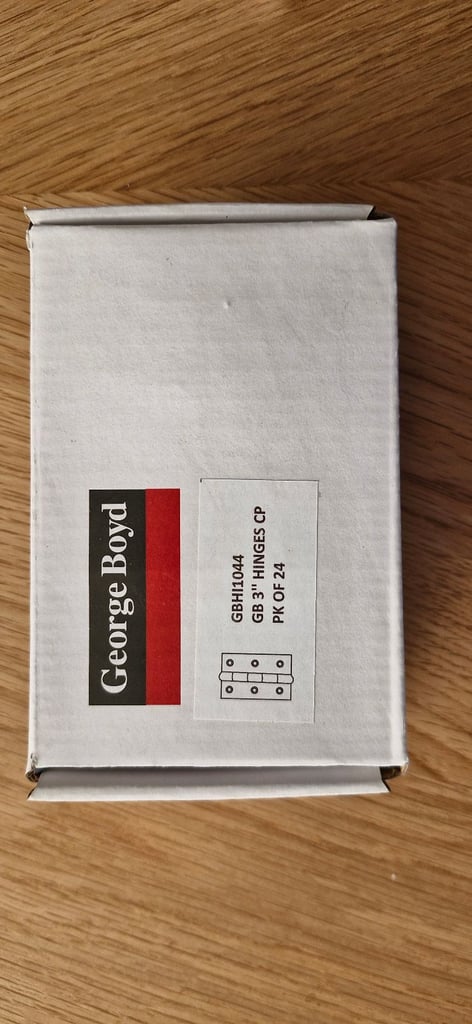 George Boyd
GBHI1044
GB 3" HINGES CP
PK OF 24